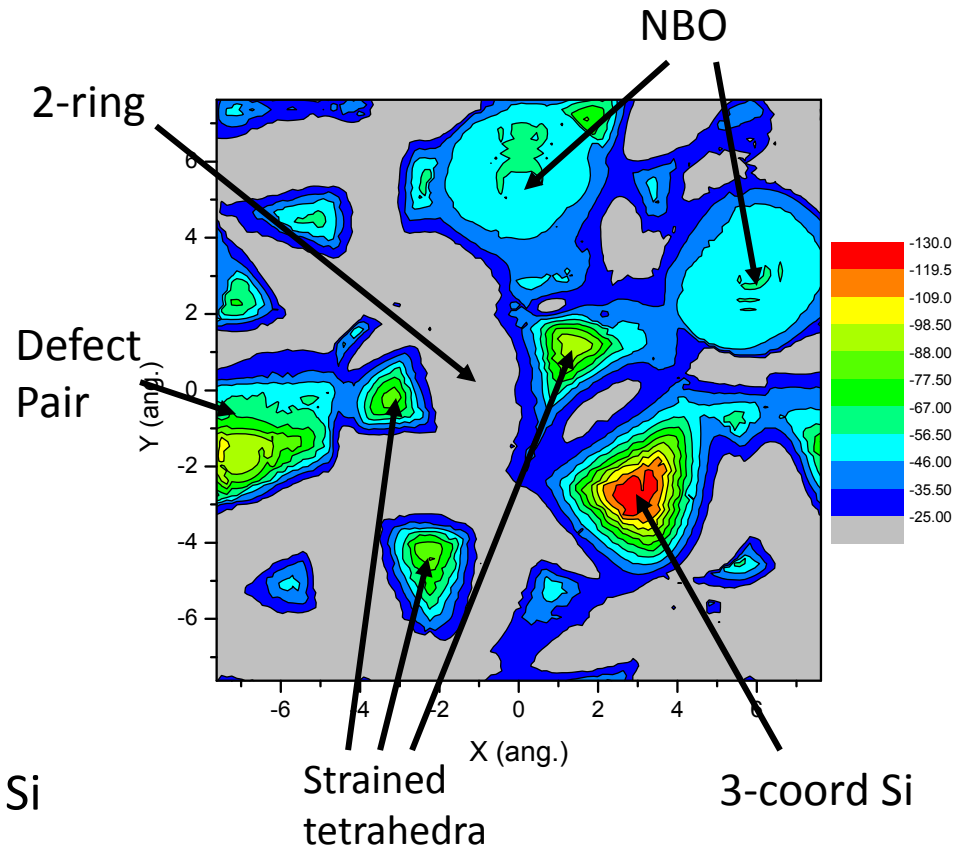 NBO
2-ring
6
4
2
0
-2
-4
-6
Y (ang.)
Defect
Pair
-130.0
-119.5
-109.0
-98.50
-88.00
-77.50
-67.00
-56.50
-46.00
-35.50
-25.00
-6 -4 -2 0 2 4 6
X (ang.)
Si
Strained
tetrahedra
3-coord Si